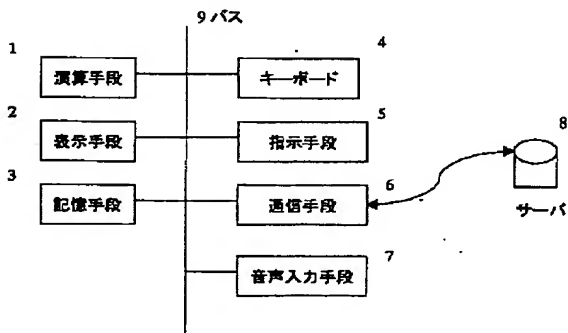 9 バス
1
演算手段
4
キーボード
2
表示手段
5
指示手段
8
サーバ
3
記憶手段
6
通信手段
7
音声入力手段